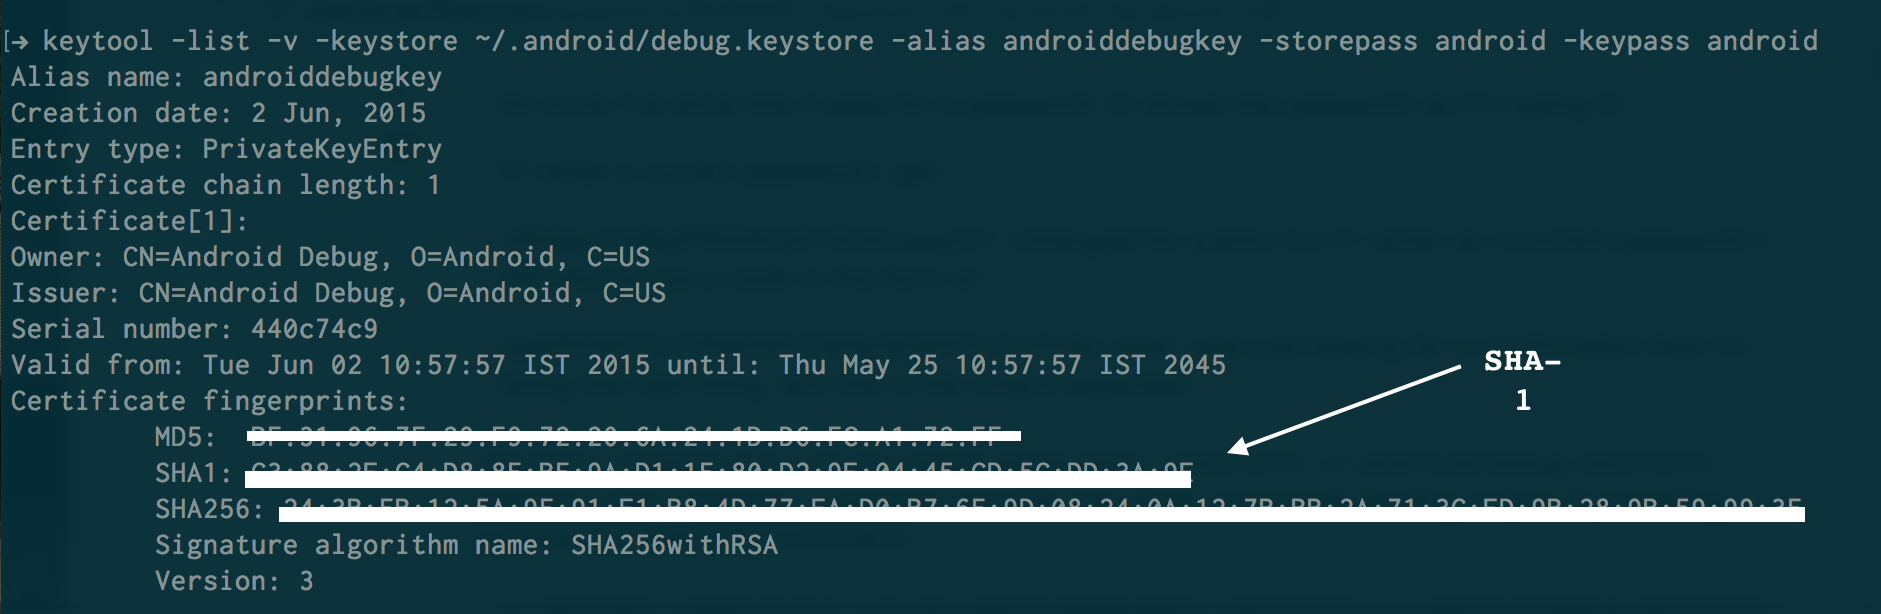 [→ keytool -list -v -keystore ~/.android/debug.keystore -alias androiddebugkey -storepass android -keypass android
Alias name: androiddebugkey
Creation date: 2 Jun, 2015
Entry type: PrivateKeyEntry
Certificate chain length: 1
Certificate[1]:
Owner: CN=Android Debug, O=Android, C=US
Issuer: CN=Android Debug, O=Android, C=US
Serial number: 440c74c9
Valid from: Tue Jun 02 10:57:57 IST 2015 until: Thu May 25 10:57:57 IST 2045
SHA-
1
Certificate fingerprints:
MD5:
SHA1:
SHA256:
Signature algorithm name: SHA256withRSA
Version: 3